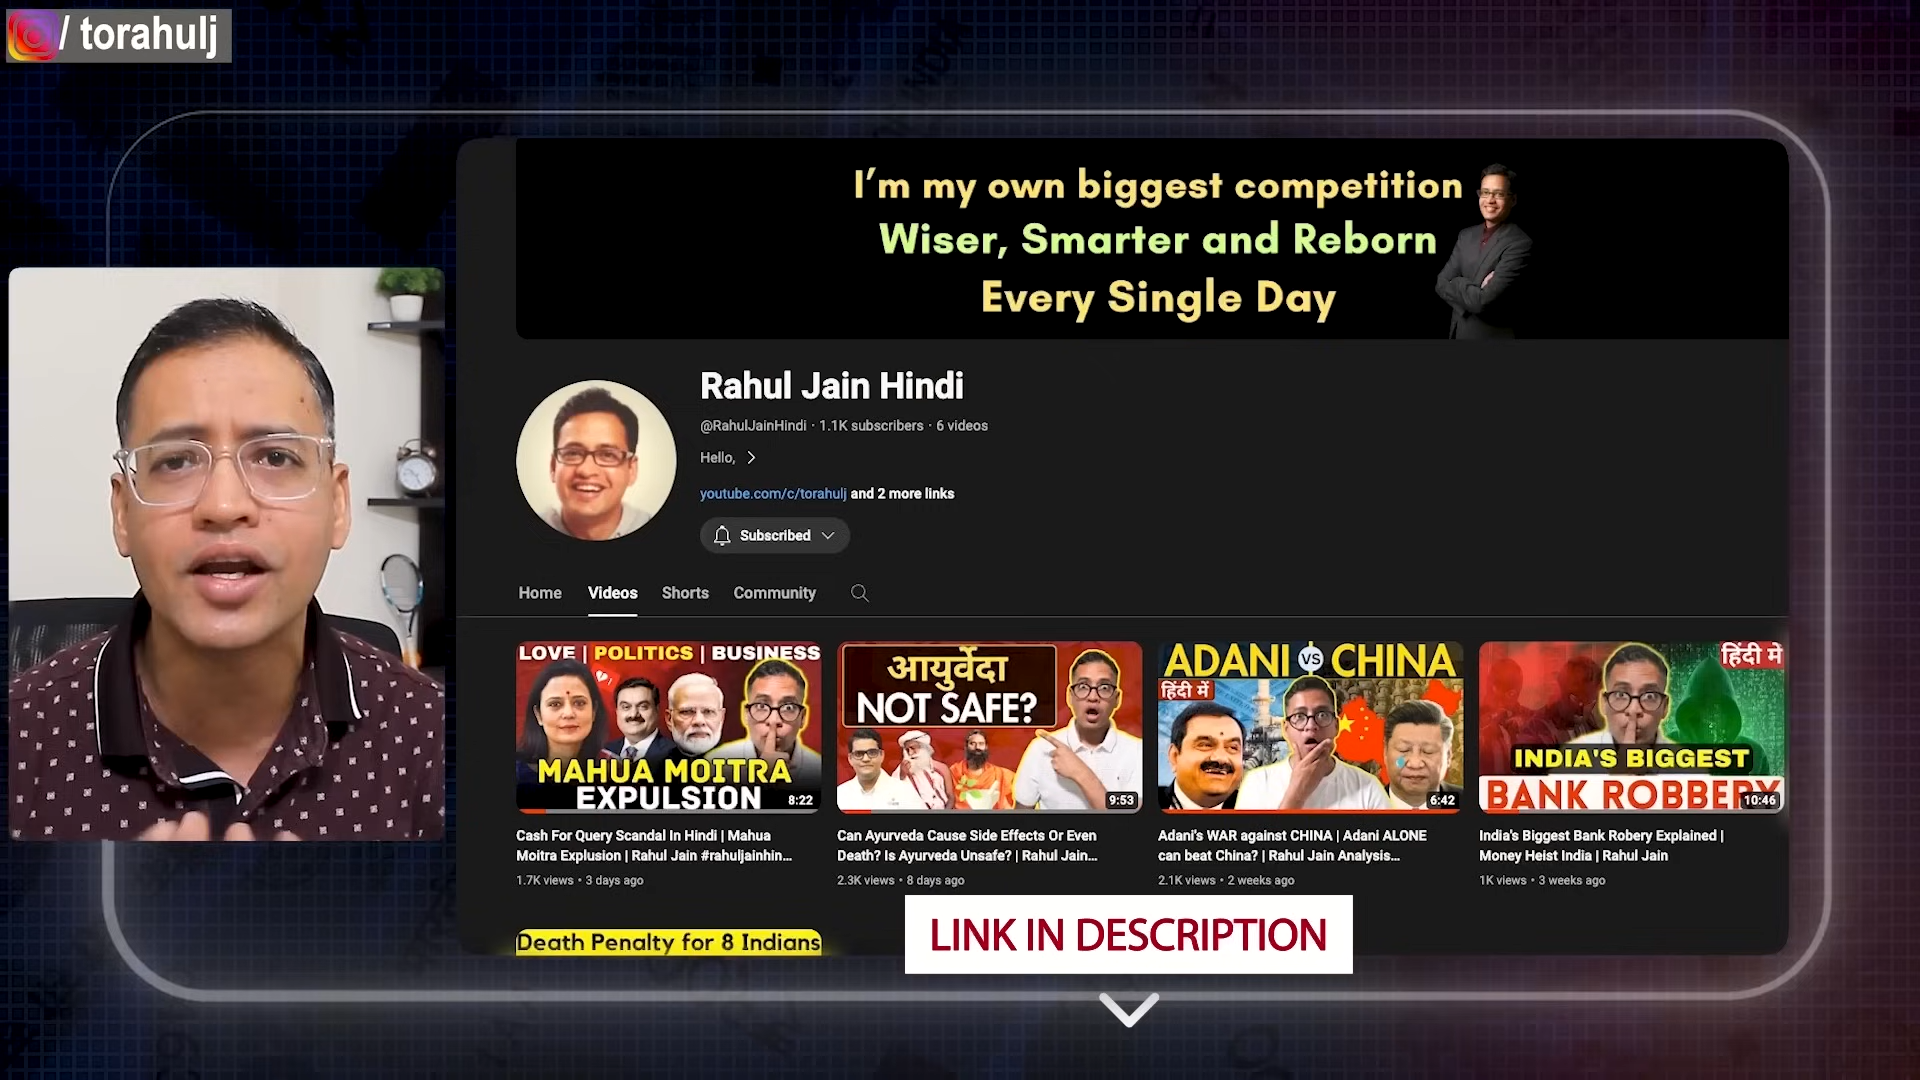 / torahulj
I'm my own biggest competition
Wiser, Smarter and Reborn
Every Single Day
Rahul Jain Hindi
@RahulJainHindi · 1.1K subscribers · 6 videos
Hello,
youtube.com/c/torahulj and 2 more links
Subscribed
Home Videos Shorts Community
LOVE | POLITICS | BUSINESS
MAHUA MOITRA
EXPULSION
8:22
Cash For Query Scandal In Hindi | Mahua
Moitra Explusion | Rahul Jain #rahuljainhin...
1.7K views • 3 days ago
आयुर्वेदा
NOT SAFE?
9:53
Can Ayurveda Cause Side Effects Or Even
Death? Is Ayurveda Unsafe? | Rahul Jain...
2.3K views • 8 days ago
ADANI VS CHINA
हिंदी में
6:42
Adani's WAR against CHINA | Adani ALONE
can beat China? | Rahul Jain Analysis...
2.1K views • 2 weeks ago
हिंदी में
INDIA'S BIGGEST
BANK ROBBERY
10:46
India's Biggest Bank Robery Explained |
Money Heist India | Rahul Jain
1K views • 3 weeks ago
Death Penalty for 8 Indians
LINK IN DESCRIPTION